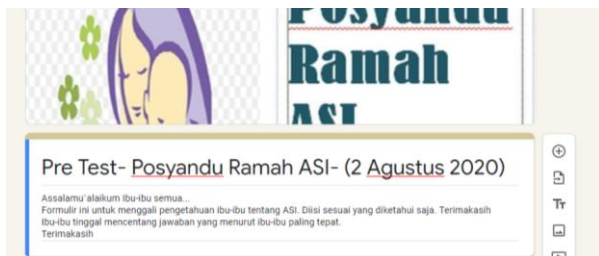 Posyandu
Ramah
ASI
Pre Test- Posyandu Ramah ASI- (2 Agustus 2020)
Assalamu`alaikum Ibu-ibu semua...
Formulir ini untuk menggali pengetahuan ibu-ibu tentang ASI. Diisi sesuai yang diketahui saja. Terimakasih
Ibu-ibu tinggal mencentang jawaban yang menurut ibu-ibu paling tepat.
Terimakasih
Tт